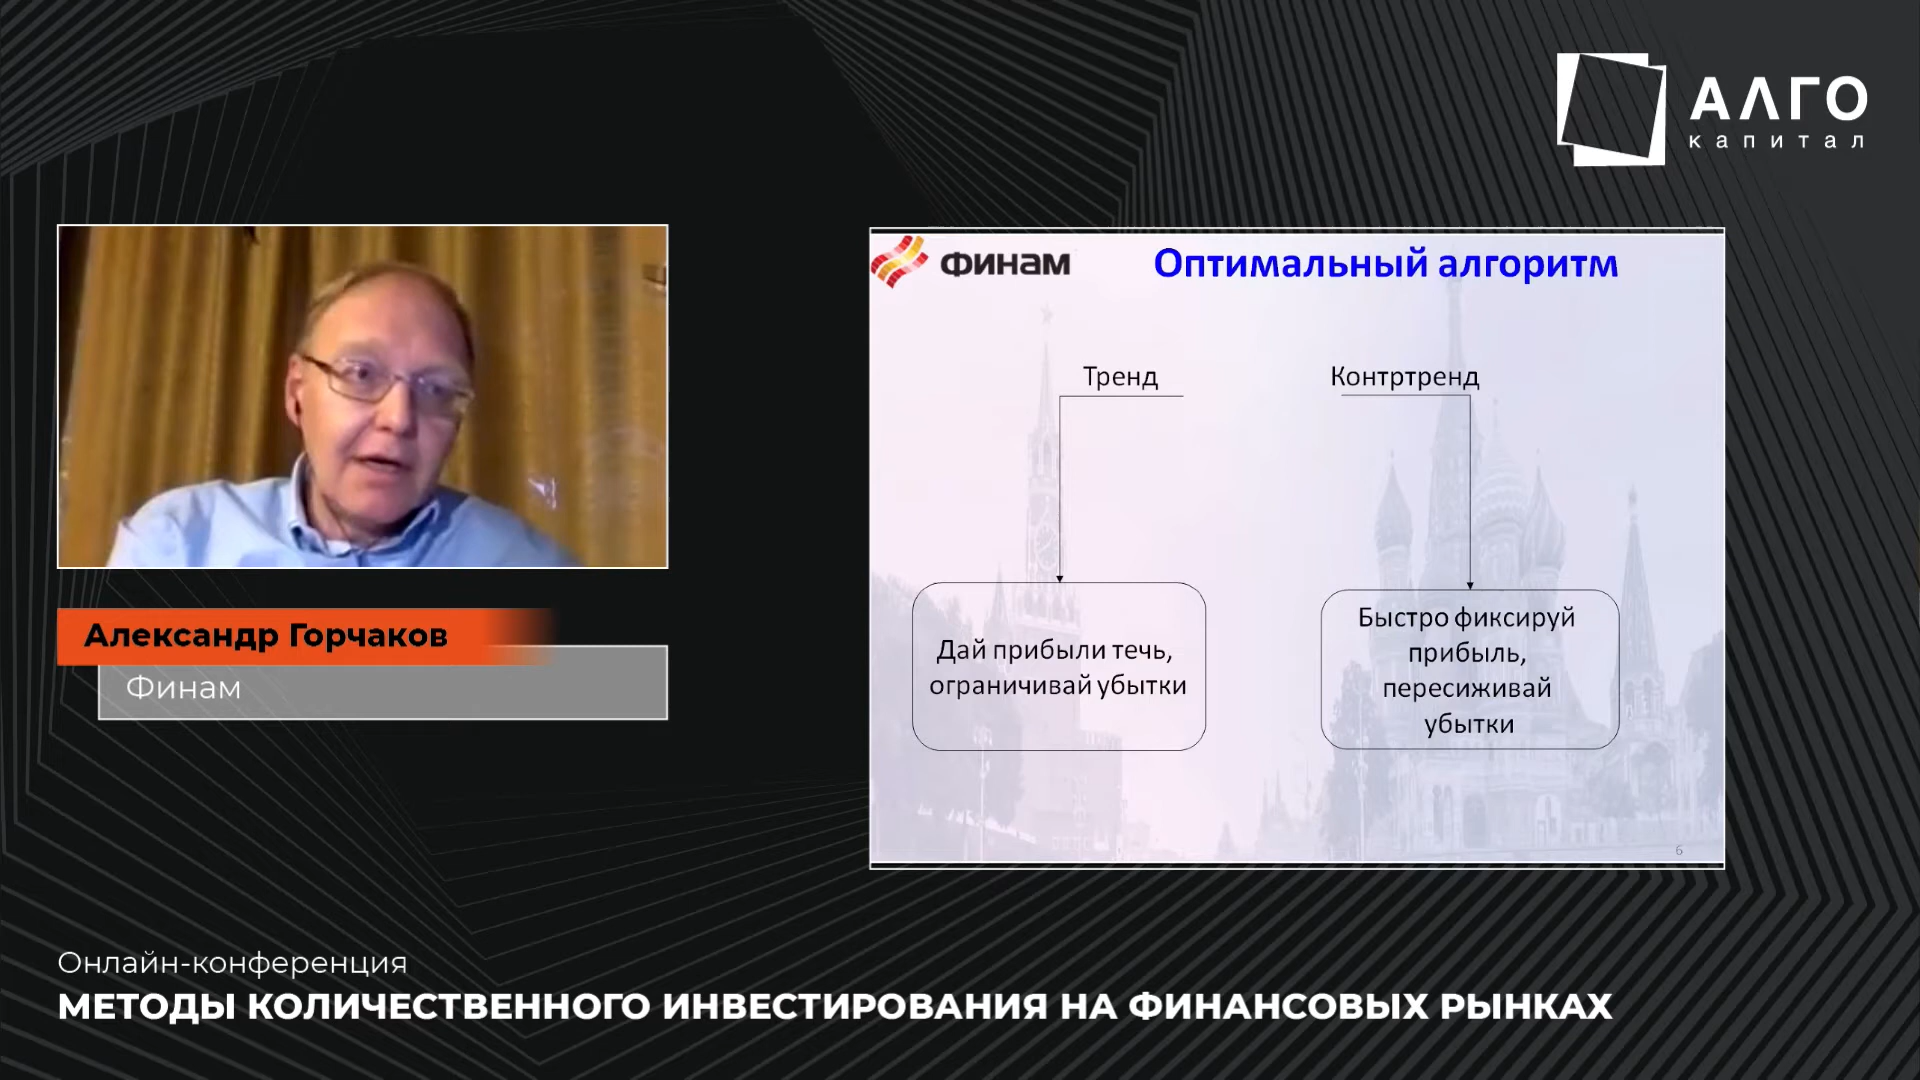 АЛГО
капитал
ФИНАМ
Оптимальный алгоритм
Тренд
Контртренд
Дай прибыли течь,
ограничивай убытки
Быстро фиксируй
прибыль,
пересиживай
убытки
6
Александр Горчаков
Финам
Онлайн-конференция
МЕТОДЫ КОЛИЧЕСТВЕННОГО ИНВЕСТИРОВАНИЯ НА ФИНАНСОВЫХ РЫНКАХ